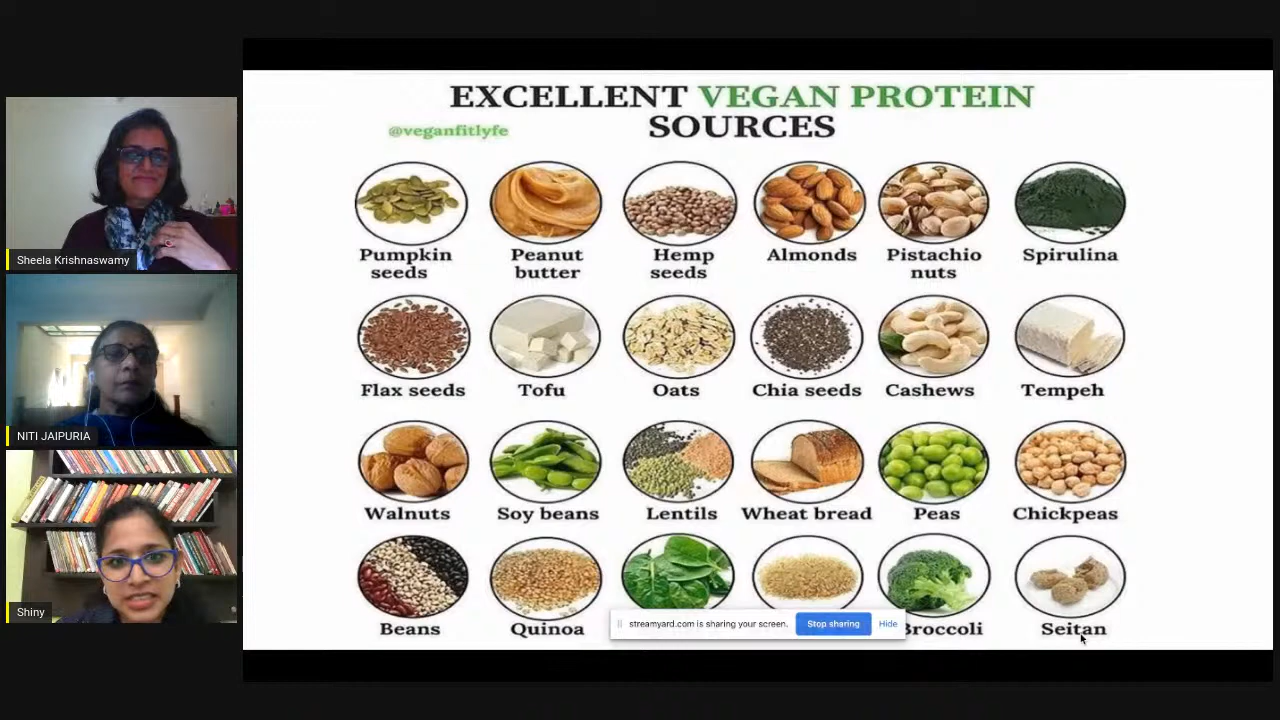 EXCELLENT VEGAN PROTEIN
SOURCES
@veganfitlyfe
Pumpkin
seeds
Peanut
butter
Hemp
seeds
Almonds
Pistachio
nuts
Spirulina
Flax seeds
Tofu
Oats
Chia seeds
Cashews
Tempeh
Walnuts
Soy beans
Lentils
Wheat bread
Peas
Chickpeas
Beans
Quinoa
Broccoli
Seitan
streamyard.com is sharing your screen.
Stop sharing
Hide
Sheela Krishnaswamy
NITI JAIPURIA
Shiny